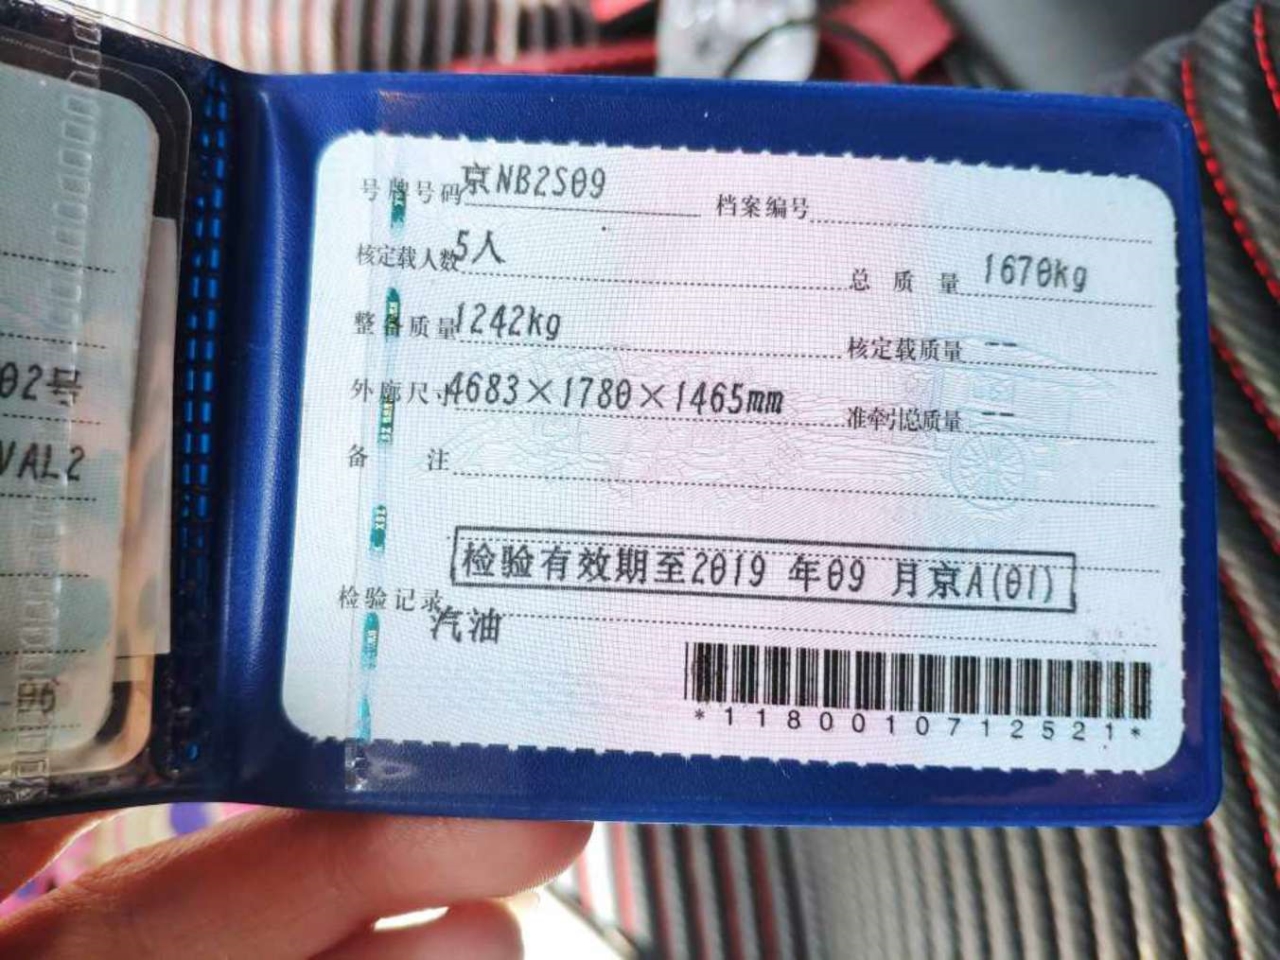 号牌号码 京NB2S09 档案编号
核定载人数 5人 总质量 1670kg
整备质量 1242kg 核定载质量 --
外廓尺寸 4683×1780×1465mm 准牵引总质量 --
备注
检验有效期至2019 年09 月京A(01)
检验记录
汽油
*1180010712521*
02号
VAL2